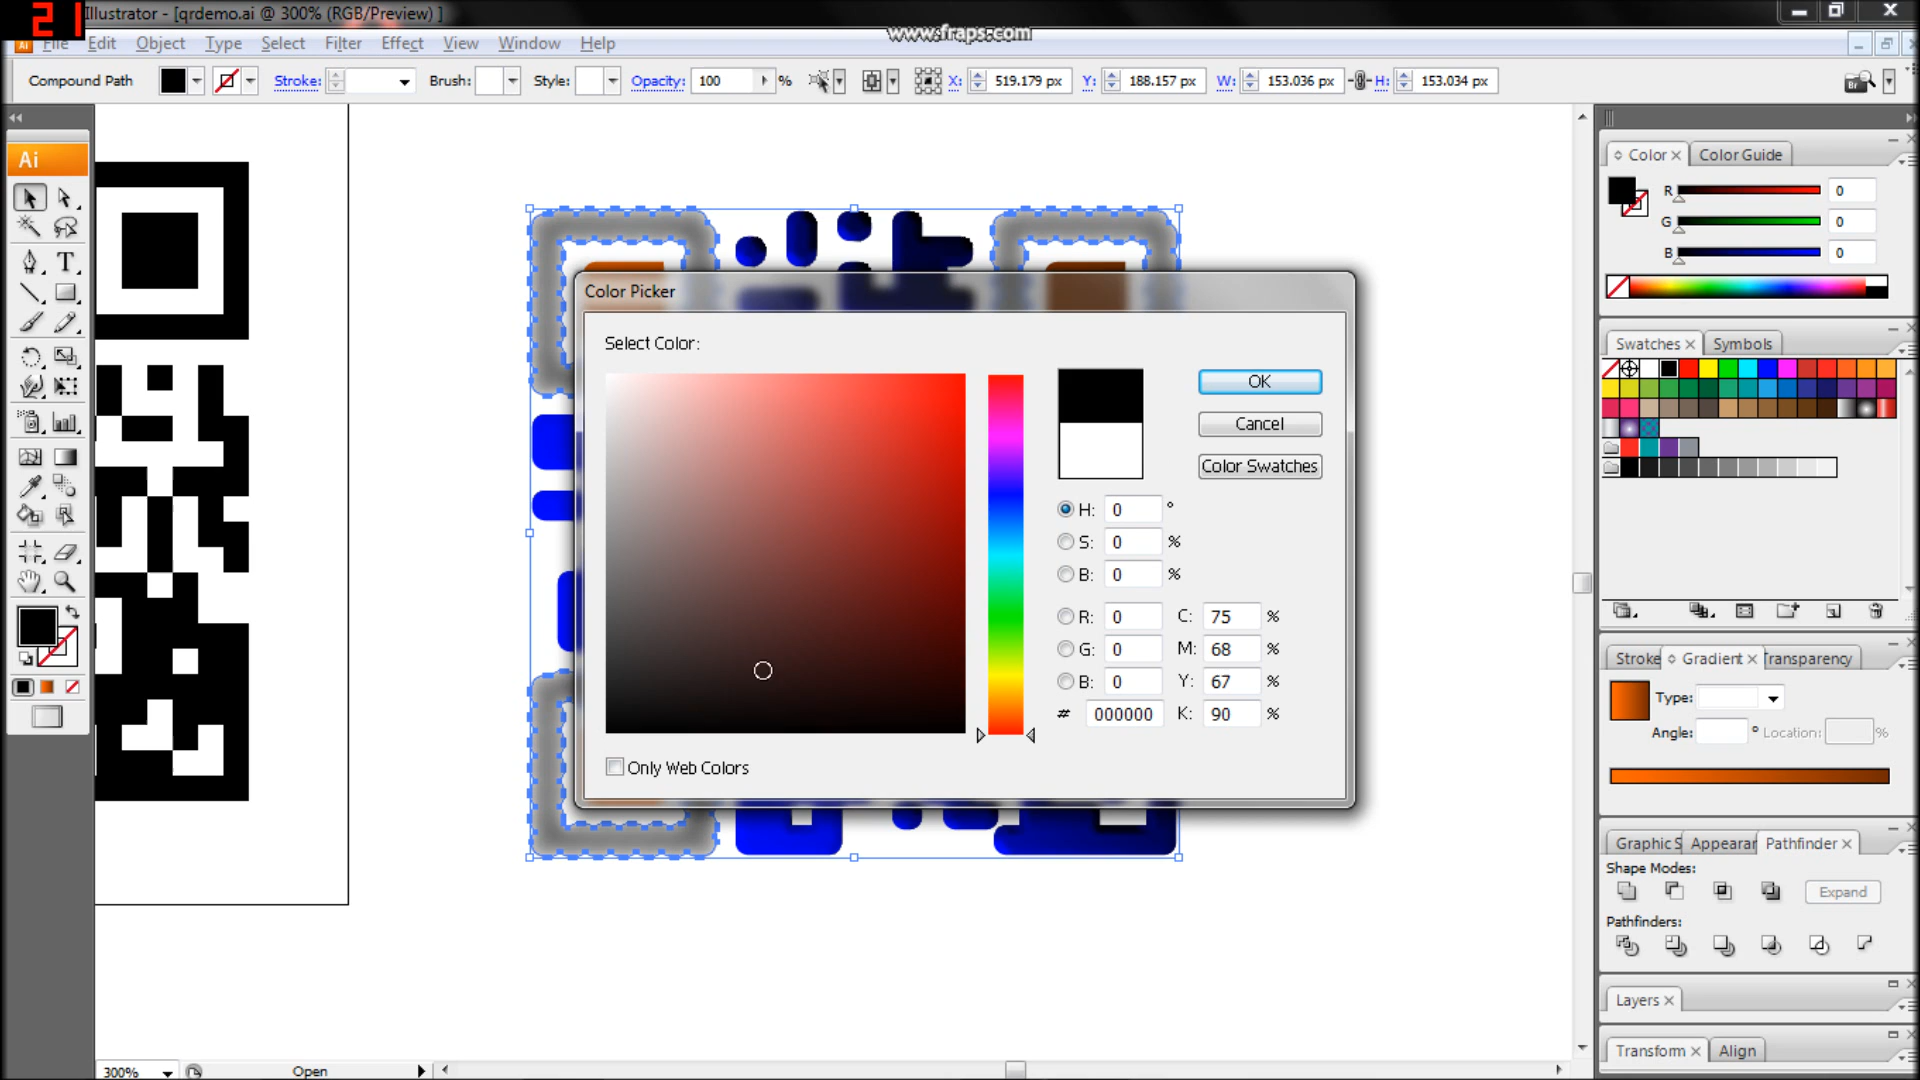 21
Illustrator - [qrdemo.ai @ 300% (RGB/Preview) ]
www.fraps.com
Ai File Edit Object Type Select Filter Effect View Window Help
Compound Path Stroke: Brush: Style: Opacity: 100 % X: 519.179 px Y: 188.157 px W: 153.036 px H: 153.034 px Br
Ai
T
Color Picker
Select Color:
OK
Cancel
Color Swatches
H: 0 °
S: 0 %
B: 0 %
R: 0 C: 75 %
G: 0 M: 68 %
B: 0 Y: 67 %
# 000000 K: 90 %
Only Web Colors
Color Color Guide
R 0
G 0
B 0
Swatches Symbols
Stroke Gradient Transparency
Type:
Angle: ° Location: %
Graphic S Appearar Pathfinder
Shape Modes:
Expand
Pathfinders:
Layers
Transform Align
300% Open